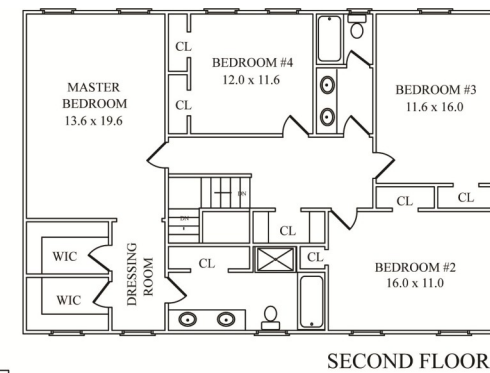 CL
BEDROOM #4
12.0 x 11.6
MASTER
BEDROOM
13.6 x 19.6
BEDROOM #3
11.6 x 16.0
CL
DN
CL
CL
DN
CL
WIC
DRESSING
ROOM
CL
CL
BEDROOM #2
16.0 x 11.0
WIC
SECOND FLOOR